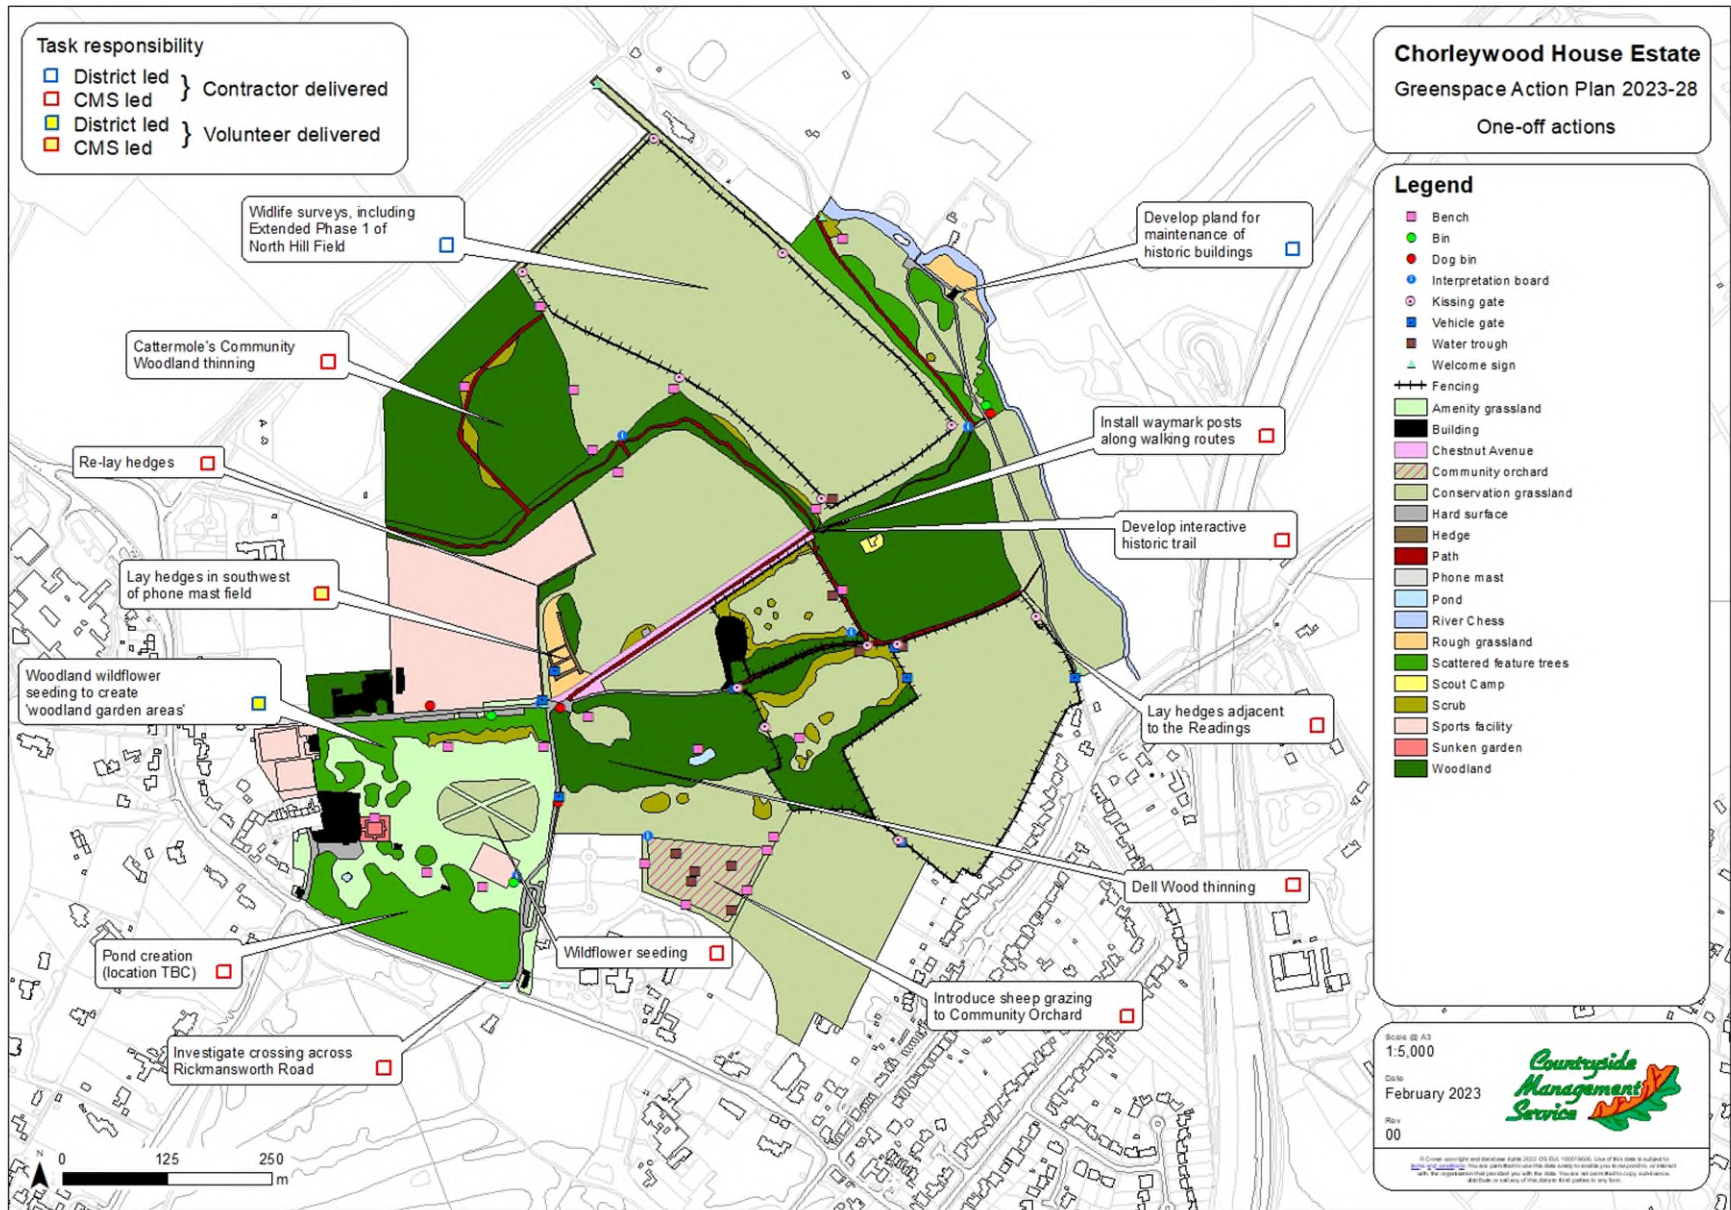 Task responsibility
District led
CMS led
} Contractor delivered
District led
CMS led
} Volunteer delivered
Chorleywood House Estate
Greenspace Action Plan 2023-28
One-off actions
Widlife surveys, including
Extended Phase 1 of
North Hill Field
Develop pland for
maintenance of
historic buildings
Cattermole's Community
Woodland thinning
Install waymark posts
along walking routes
Re-lay hedges
Develop interactive
historic trail
Lay hedges in southwest
of phone mast field
Woodland wildflower
seeding to create
'woodland garden areas'
Lay hedges adjacent
to the Readings
Dell Wood thinning
Pond creation
(location TBC)
Wildflower seeding
Introduce sheep grazing
to Community Orchard
Investigate crossing across
Rickmansworth Road
N
0 125 250
m
Legend
Bench
Bin
Dog bin
Interpretation board
Kissing gate
Vehicle gate
Water trough
Welcome sign
Fencing
Amenity grassland
Building
Chestnut Avenue
Community orchard
Conservation grassland
Hard surface
Hedge
Path
Phone mast
Pond
River Chess
Rough grassland
Scattered feature trees
Scout Camp
Scrub
Sports facility
Sunken garden
Woodland
Scale @ A3
1:5,000
Date
February 2023
Rev
00
Countryside
Management
Service